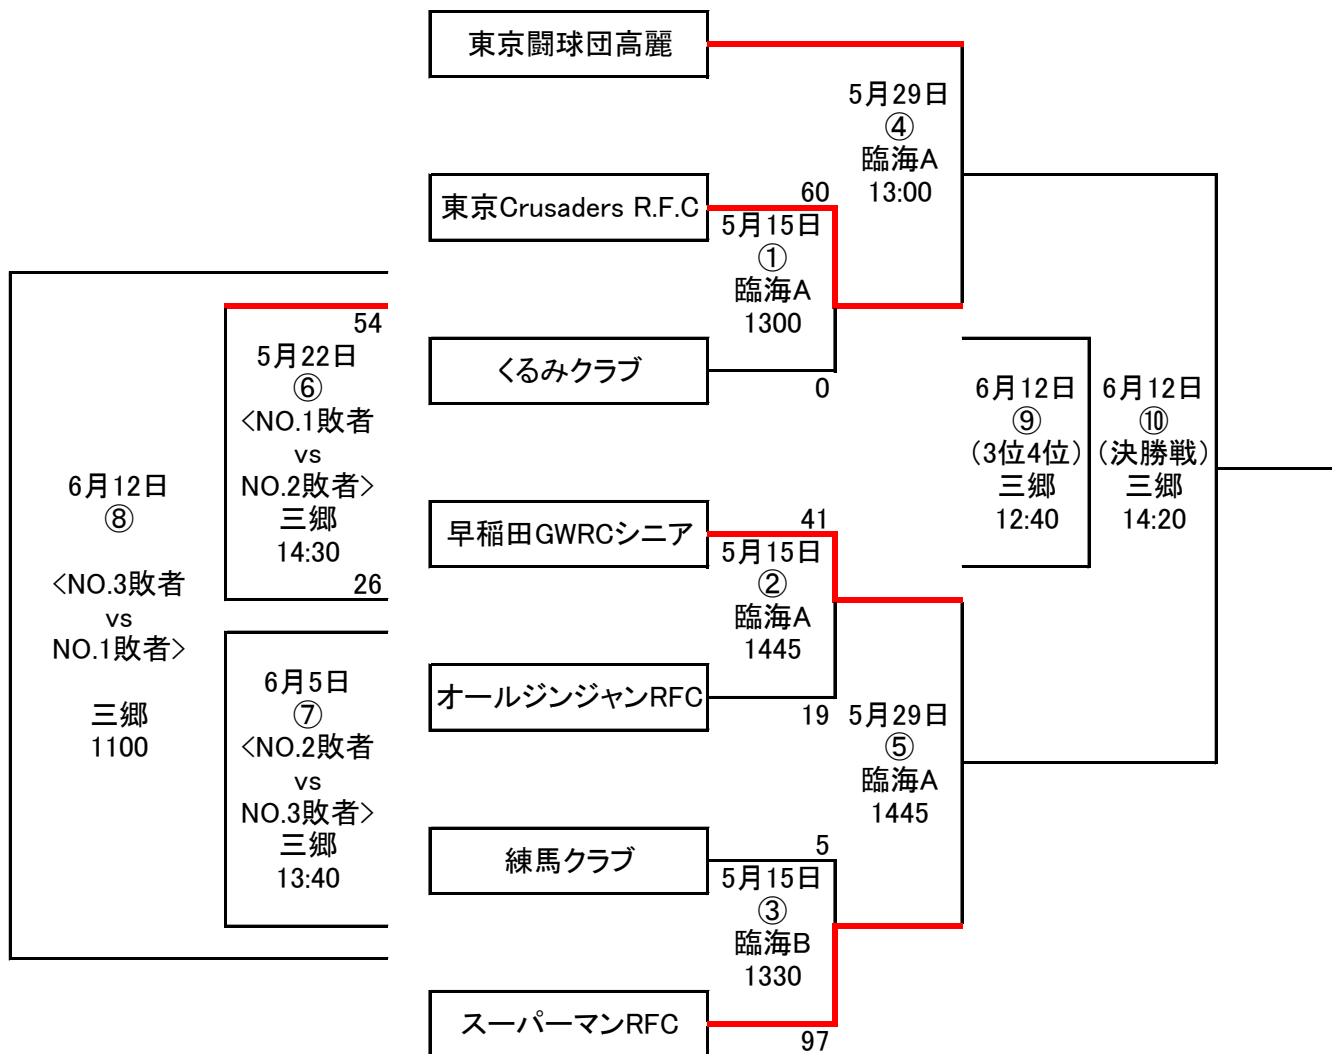 東京闘球団高麗
5月29日
④
臨海A
13:00
東京Crusaders R.F.C
60
5月15日
①
臨海A
1300
くるみクラブ
0
54
5月22日
⑥
<NO.1敗者
vs
NO.2敗者>
三郷
14:30
26
6月12日
⑧
<NO.3敗者
vs
NO.1敗者>
三郷
1100
6月5日
⑦
<NO.2敗者
vs
NO.3敗者>
三郷
13:40
早稲田GWRCシニア
41
5月15日
②
臨海A
1445
オールジンジャンRFC
19
5月29日
⑤
臨海A
1445
練馬クラブ
5
5月15日
③
臨海B
1330
スーパーマンRFC
97
6月12日
⑨
(3位4位)
三郷
12:40
6月12日
⑩
(決勝戦)
三郷
14:20